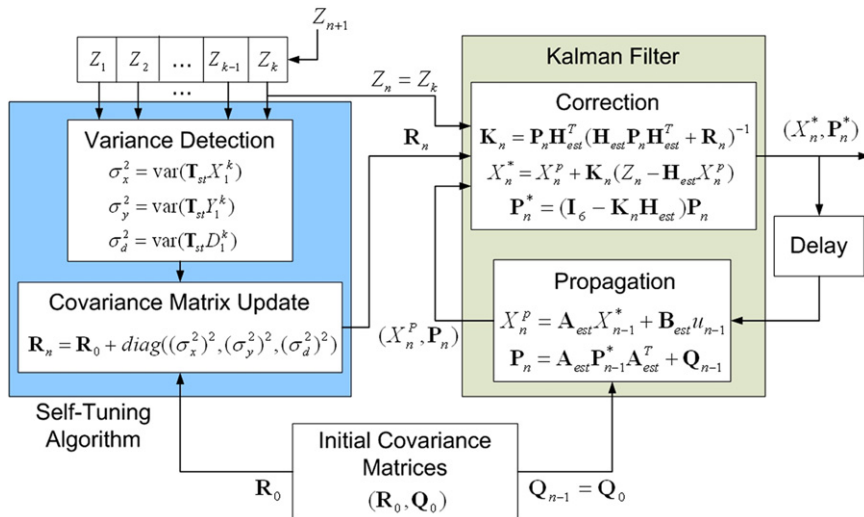 Z_{n+1}
Z_1 Z_2 ... Z_{k-1} Z_k
...
Z_n = Z_k
Kalman Filter
Variance Detection
σ_x^2 = var(T_{st}X_1^k)
σ_y^2 = var(T_{st}Y_1^k)
σ_d^2 = var(T_{st}D_1^k)
R_n
Correction
K_n = P_n H_{est}^T (H_{est} P_n H_{est}^T + R_n)^{-1}
X_n^* = X_n^p + K_n (Z_n − H_{est} X_n^p)
P_n^* = (I_6 − K_n H_{est}) P_n
(X_n^*, P_n^*)
Delay
Covariance Matrix Update
R_n = R_0 + diag((σ_x^2)^2, (σ_y^2)^2, (σ_d^2)^2)
(X_n^P, P_n)
Propagation
X_n^p = A_{est} X_{n-1}^* + B_{est} u_{n-1}
P_n = A_{est} P_{n-1}^* A_{est}^T + Q_{n-1}
Self-Tuning
Algorithm
Initial Covariance
Matrices
(R_0, Q_0)
R_0
Q_{n-1} = Q_0